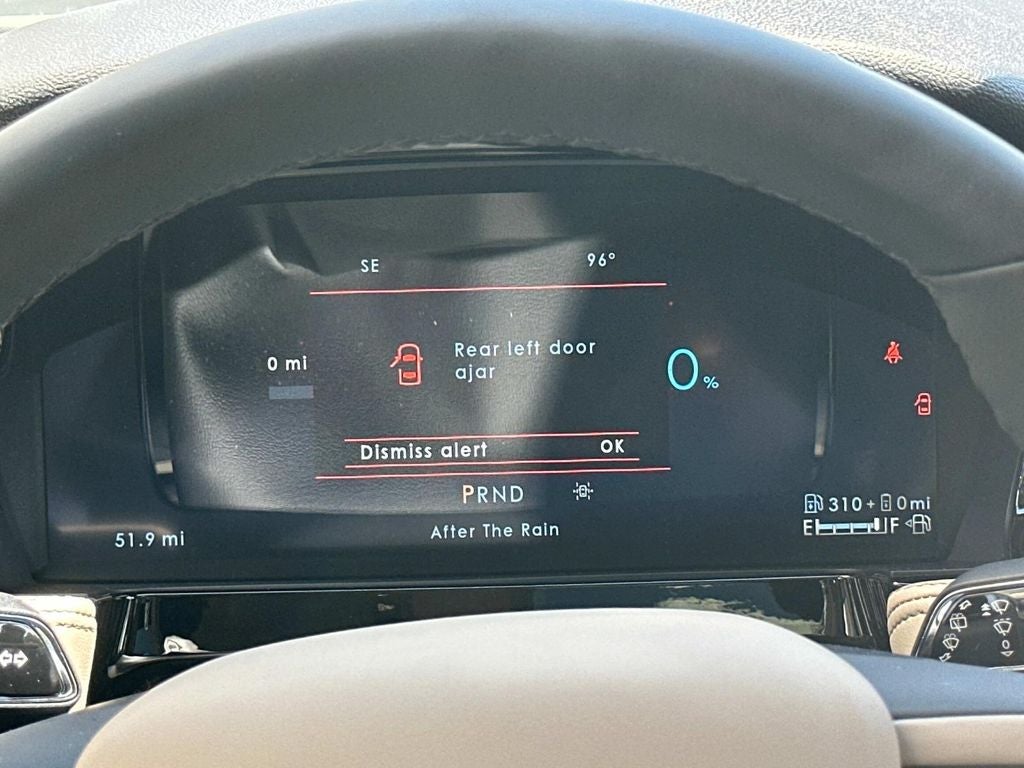 SE 96°
0 mi
Rear left door
ajar
0 %
Dismiss alert OK
PRND
310 + 0 mi
E F
After The Rain
51.9 mi